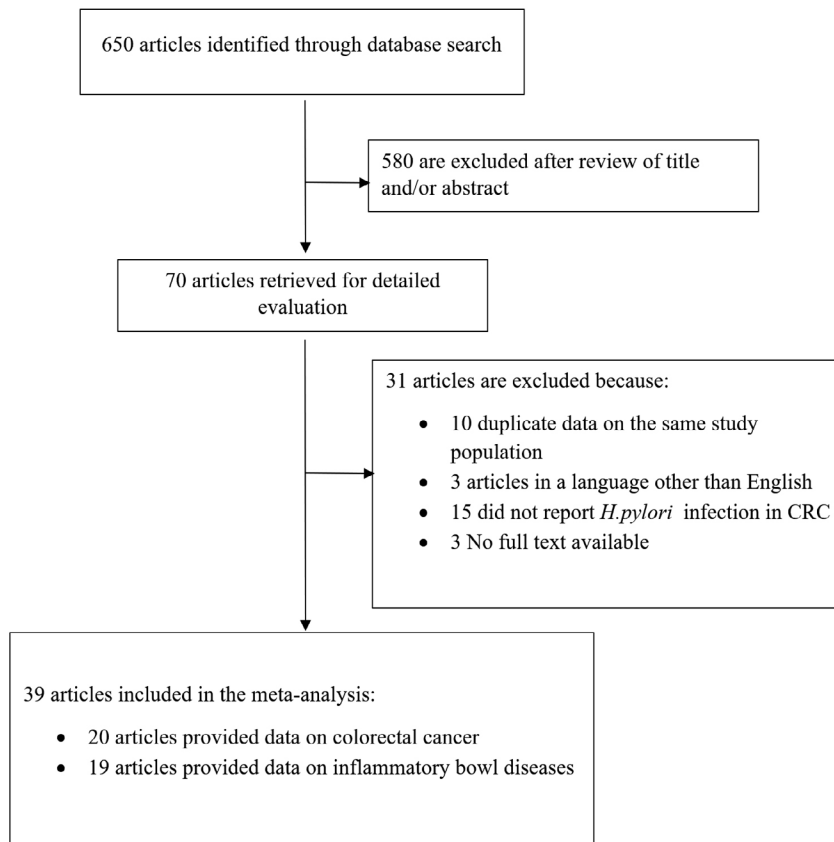 650 articles identified through database search
580 are excluded after review of title
and/or abstract
70 articles retrieved for detailed
evaluation
31 articles are excluded because:
• 10 duplicate data on the same study
population
• 3 articles in a language other than English
• 15 did not report H.pylori infection in CRC
• 3 No full text available
39 articles included in the meta-analysis:
• 20 articles provided data on colorectal cancer
• 19 articles provided data on inflammatory bowl diseases